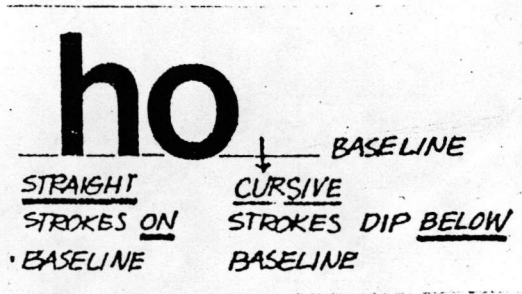 ho
BASELINE
STRAIGHT CURSIVE
STROKES ON STROKES DIP BELOW
BASELINE BASELINE